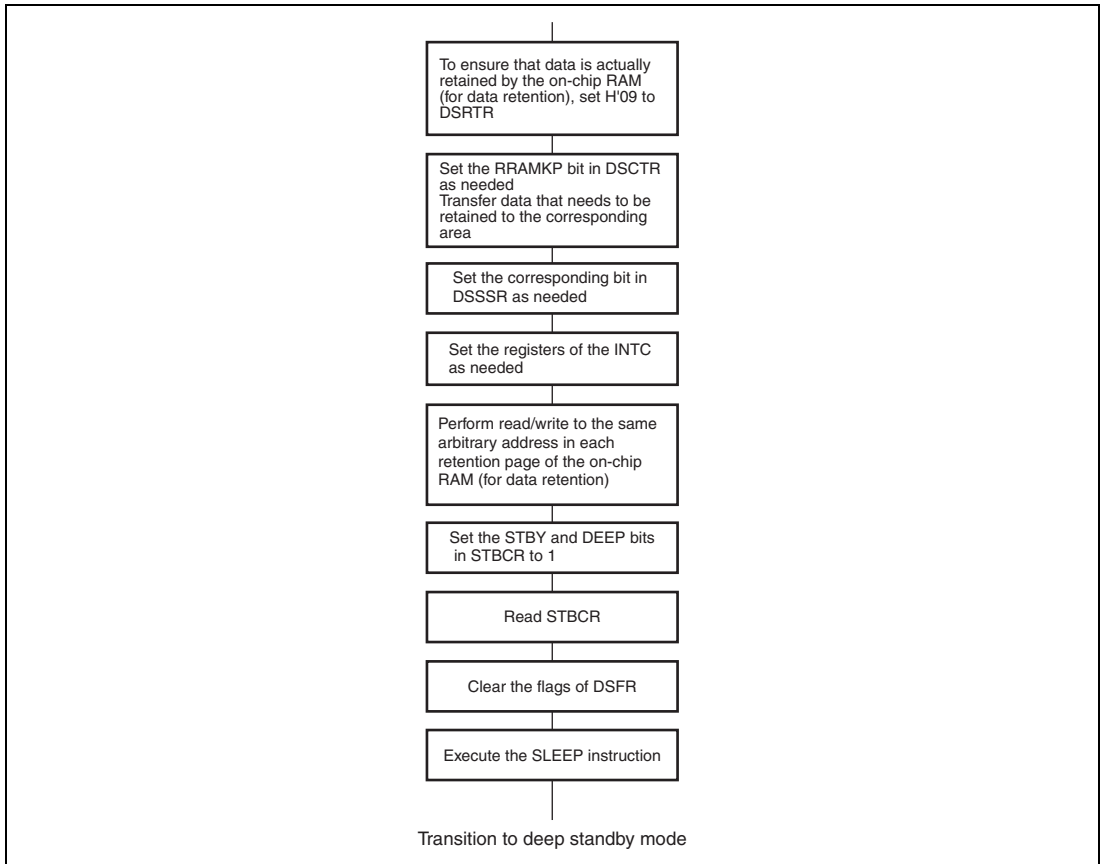 To ensure that data is actually
retained by the on-chip RAM
(for data retention), set H'09 to
DSRTR
Set the RRAMKP bit in DSCTR
as needed
Transfer data that needs to be
retained to the corresponding
area
Set the corresponding bit in
DSSSR as needed
Set the registers of the INTC
as needed
Perform read/write to the same
arbitrary address in each
retention page of the on-chip
RAM (for data retention)
Set the STBY and DEEP bits
in STBCR to 1
Read STBCR
Clear the flags of DSFR
Execute the SLEEP instruction
Transition to deep standby mode